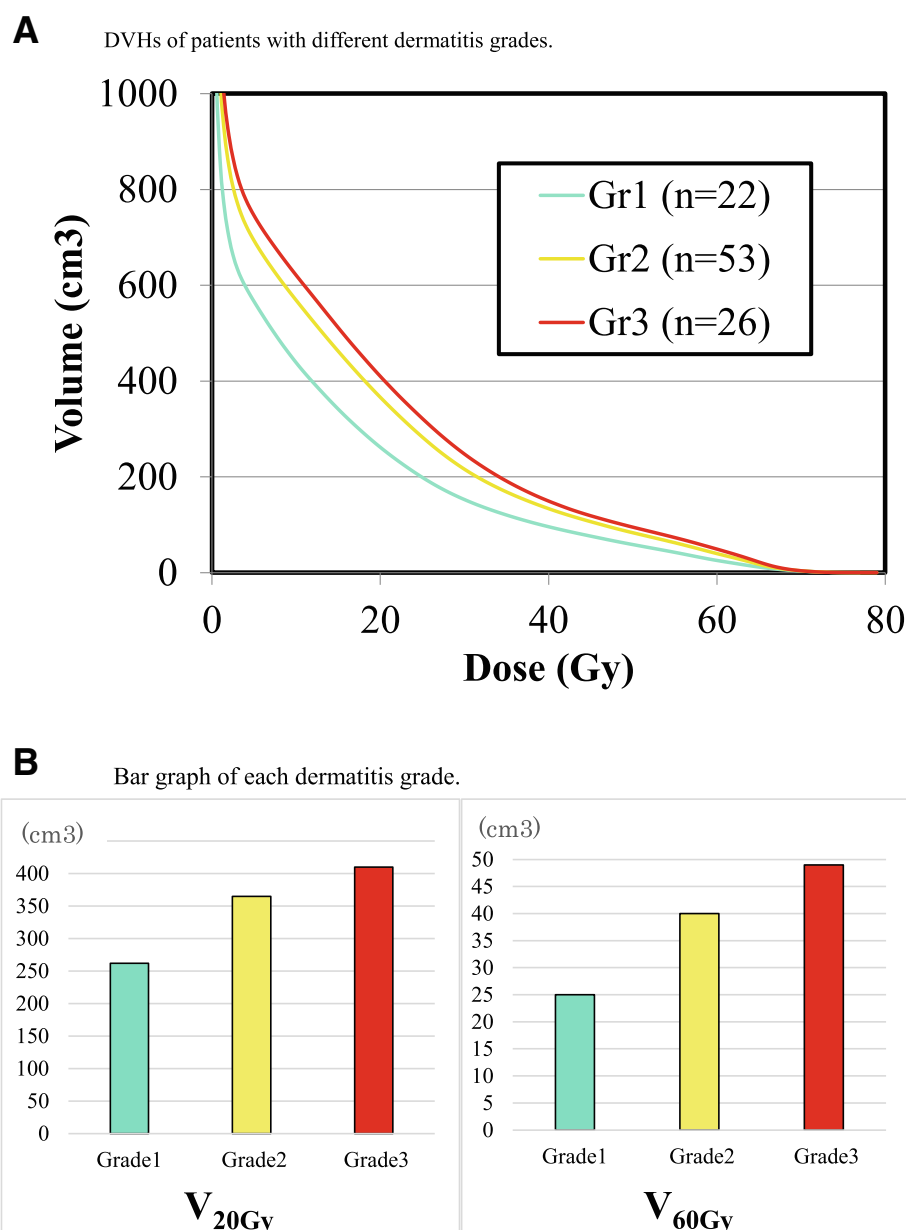 A
DVHs of patients with different dermatitis grades.
1000
800
600
400
200
0
Volume (cm3)
Gr1 (n=22)
Gr2 (n=53)
Gr3 (n=26)
0 20 40 60 80
Dose (Gy)
B
Bar graph of each dermatitis grade.
(cm3)
400
350
300
250
200
150
100
50
0
Grade1 Grade2 Grade3
V20Gy
(cm3)
50
45
40
35
30
25
20
15
10
5
0
Grade1 Grade2 Grade3
V60Gy